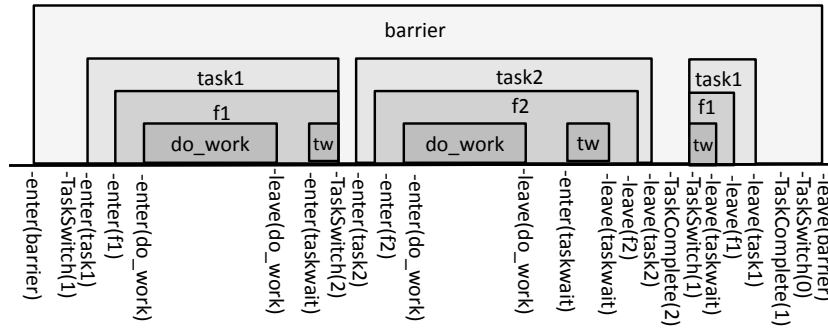 barrier
task1
task2
task1
f1
f2
f1
do_work
tw
do_work
tw
tw
-enter(barrier)
-TaskSwitch(1)
-enter(task1)
-enter(f1)
-enter(do_work)
-leave(do_work)
-enter(taskwait)
-TaskSwitch(2)
-enter(task2)
-enter(f2)
-enter(do_work)
-leave(do_work)
-enter(taskwait)
-leave(taskwait)
-leave(f2)
-leave(task2)
-TaskComplete(2)
-TaskSwitch(1)
-leave(taskwait)
-leave(f1)
-leave(task1)
-TaskComplete(1)
-TaskSwitch(0)
-leave(barrier)